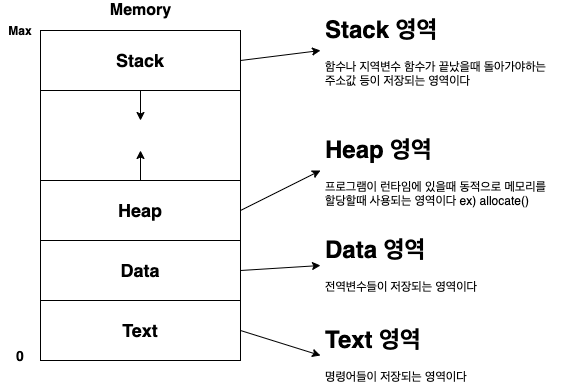 Memory
Max
Stack
Heap
Data
Text
0
Stack 영역
함수나 지역변수 함수가 끝났을때 돌아가야하는
주소값 등이 저장되는 영역이다
Heap 영역
프로그램이 런타임에 있을때 동적으로 메모리를
할당할때 사용되는 영역이다 ex) allocate()
Data 영역
전역변수들이 저장되는 영역이다
Text 영역
명령어들이 저장되는 영역이다